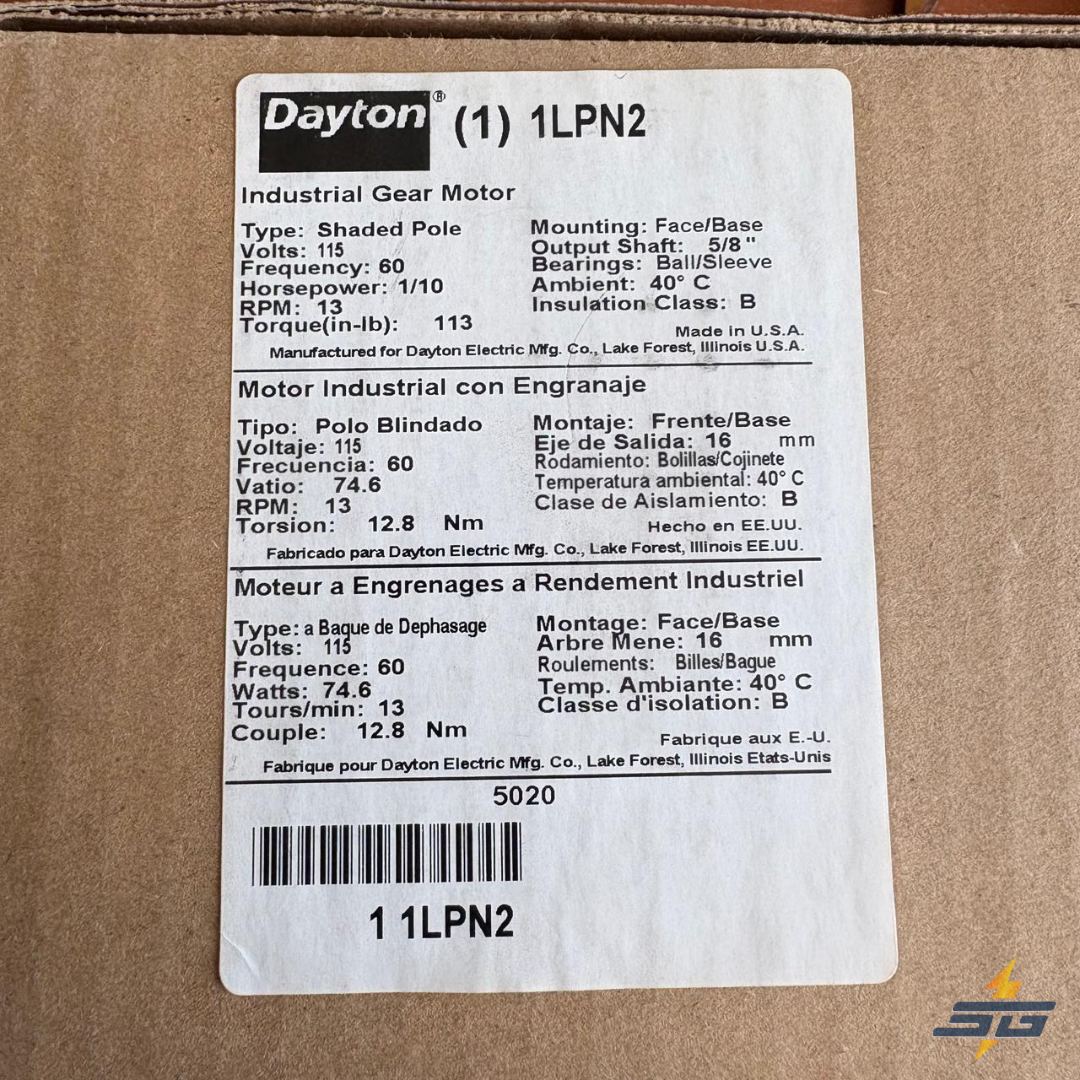 Dayton® (1) 1LPN2
Industrial Gear Motor
Type: Shaded Pole
Volts: 115
Frequency: 60
Horsepower: 1/10
RPM: 13
Torque(in-lb): 113
Mounting: Face/Base
Output Shaft: 5/8"
Bearings: Ball/Sleeve
Ambient: 40° C
Insulation Class: B
Made in U.S.A.
Manufactured for Dayton Electric Mfg. Co., Lake Forest, Illinois U.S.A.
Motor Industrial con Engranaje
Tipo: Polo Blindado
Voltaje: 115
Frecuencia: 60
Vatio: 74.6
RPM: 13
Torsion: 12.8 Nm
Montaje: Frente/Base
Eje de Salida: 16 mm
Rodamiento: Bolillas/Cojinete
Temperatura ambiental: 40° C
Clase de Aislamiento: B
Hecho en EE.UU.
Fabricado para Dayton Electric Mfg. Co., Lake Forest, Illinois EE.UU.
Moteur a Engrenages a Rendement Industriel
Type: a Bague de Dephasage
Volts: 115
Frequence: 60
Watts: 74.6
Tours/min: 13
Couple: 12.8 Nm
Montage: Face/Base
Arbre Mene: 16 mm
Roulements: Billes/Bague
Temp. Ambiante: 40° C
Classe d'isolation: B
Fabrique aux E.-U.
Fabrique pour Dayton Electric Mfg. Co., Lake Forest, Illinois Etats-Unis
5020
1 1LPN2
SG